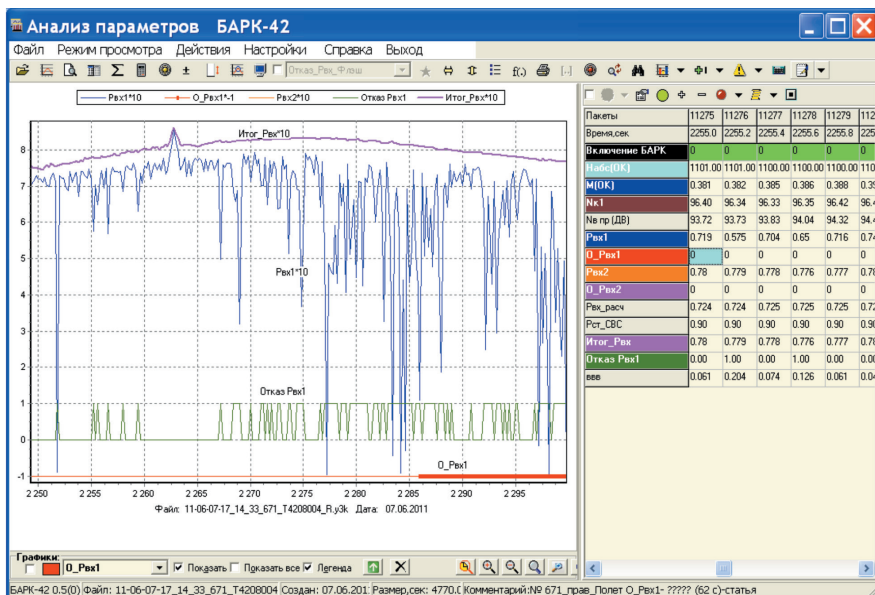 Анализ параметров БАРК-42
Файл Режим просмотра Действия Настройки Справка Выход
Отказ_Рвх_Флэш
Рвх1*10 О_Рвх1*-1 Рвх2*10 Отказ Рвх1 Итог_Рвх*10
Итог_Рвх*10
Рвх1*10
Отказ Рвх1
О_Рвх1
8
7
6
5
4
3
2
1
0
-1
2 250 2 255 2 260 2 265 2 270 2 275 2 280 2 285 2 290 2 295
Файл: 11-06-07-17_14_33_671_T4208004_R.y3k Дата: 07.06.2011
Пакеты 11275 11276 11277 11278 11279
Время,сек 2255.0 2255.2 2255.4 2255.6 2255.8
Включение БАРК 0 0 0 0 0 0
Набс(ОК) 1101.00 1101.00 1100.00 1100.00 1100.00
М(ОК) 0.381 0.382 0.385 0.386 0.388
Nк1 96.40 96.34 96.33 96.35 96.42
Nв пр (ДВ) 93.72 93.73 93.83 94.04 94.32
Рвх1 0.719 0.575 0.704 0.65 0.716
О_Рвх1 0 0 0 0 0 0
Рвх2 0.78 0.779 0.778 0.776 0.777
О_Рвх2 0 0 0 0 0 0
Рвх_расч 0.724 0.724 0.725 0.725 0.725
Рст_СВС 0.90 0.90 0.90 0.90 0.90
Итог_Рвх 0.78 0.779 0.778 0.776 0.777
Отказ Рвх1 0.00 1.00 0.00 1.00 0.00
ввв 0.061 0.204 0.074 0.126 0.061
Графики:
О_Рвх1 Показать Показать все Легенда
БАРК-42 0.5(0) Файл: 11-06-07-17_14_33_671_T4208004 Создан: 07.06.201 Размер,сек: 4770.0 Комментарий:№ 671_прав_Полет О_Рвх1- ????? (62 с)-статья